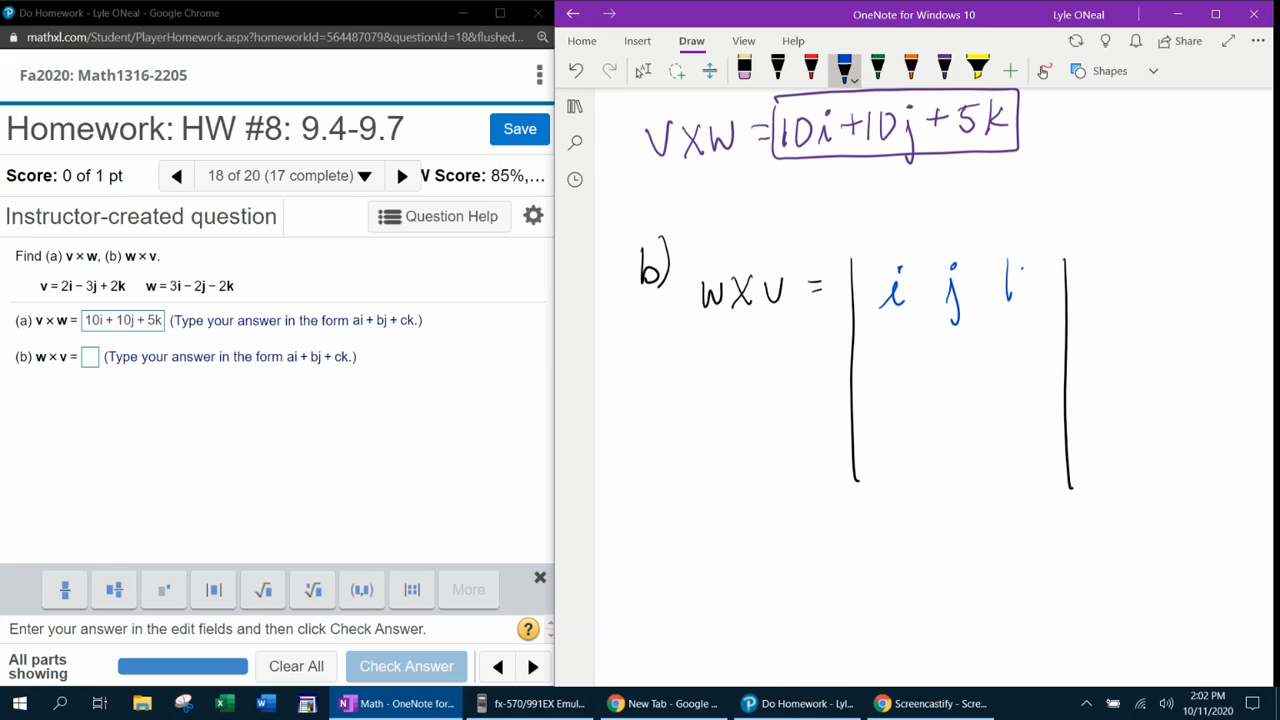 Do Homework - Lyle ONeal - Google Chrome
mathxl.com/Student/PlayerHomework.aspx?homeworkId=564487079&questionId=18&flushed...
Fa2020: Math1316-2205
Homework: HW #8: 9.4-9.7
Save
Score: 0 of 1 pt
18 of 20 (17 complete)
W Score: 85%,...
Instructor-created question
Question Help
Find (a) v × w, (b) w × v.
v = 2i − 3j + 2k w = 3i − 2j − 2k
(a) v × w = 10i + 10j + 5k (Type your answer in the form ai + bj + ck.)
(b) w × v = (Type your answer in the form ai + bj + ck.)
More
Enter your answer in the edit fields and then click Check Answer.
?
All parts
showing
Clear All
Check Answer
OneNote for Windows 10
Lyle ONeal
Home Insert Draw View Help
Share
Shapes
v×w = 10i+10j+5k
b)
w×v = | i j
Math - OneNote for...
fx-570/991EX Emul...
New Tab - Google ...
Do Homework - Lyl...
Screencastify - Scre...
2:02 PM
10/11/2020